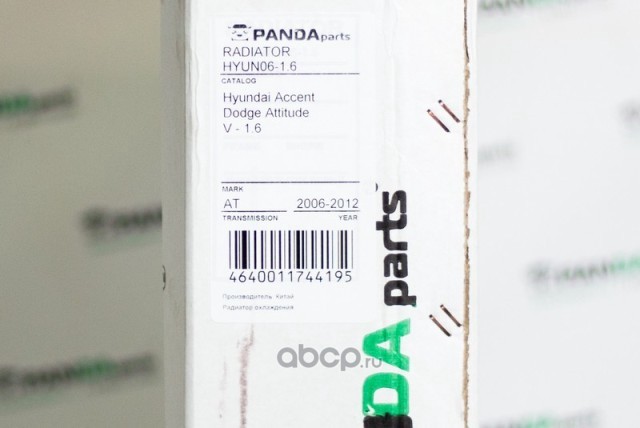 PANDAparts
RADIATOR
HYUN06-1.6
CATALOG
Hyundai Accent
Dodge Attitude
V - 1.6
MARK
AT 2006-2012
TRANSMISSION YEAR
4640011744195
Производитель: Китай
Радиатор охлаждения
DA parts
abcp.ru